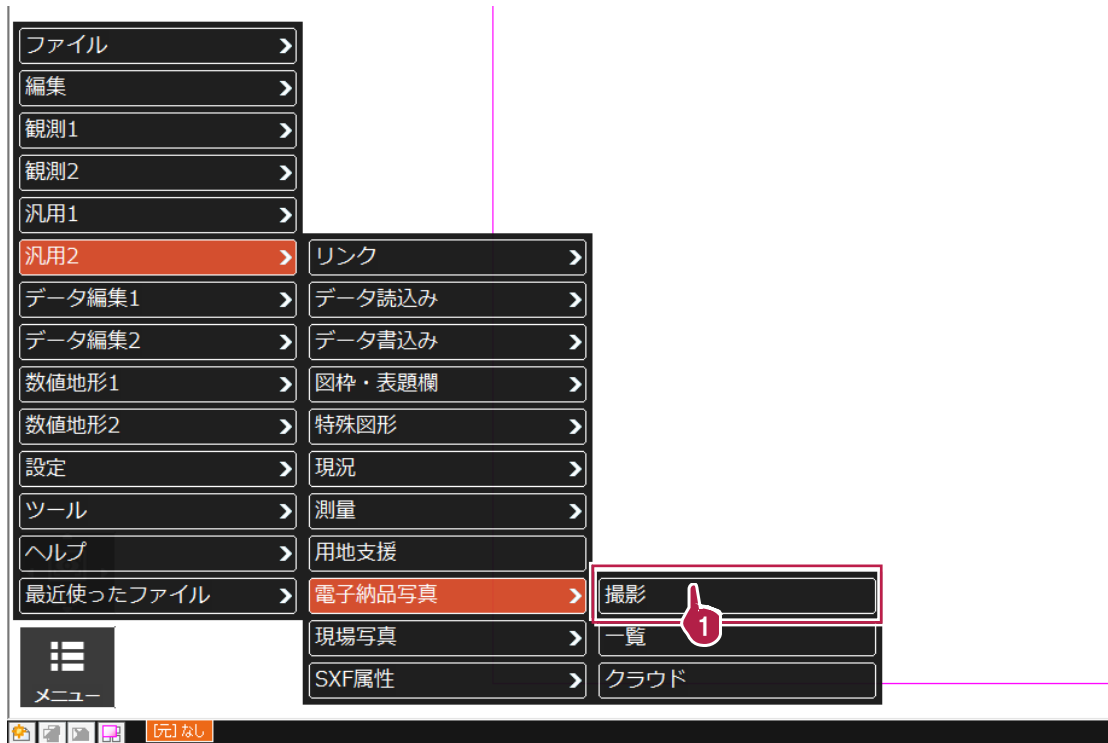 ファイル
編集
観測1
観測2
汎用1
汎用2
データ編集1
データ編集2
数値地形1
数値地形2
設定
ツール
ヘルプ
最近使ったファイル
メニュー
リンク
データ読込み
データ書込み
図枠・表題欄
特殊図形
現況
測量
用地支援
電子納品写真
現場写真
SXF属性
撮影
1
一覧
クラウド
[元]なし